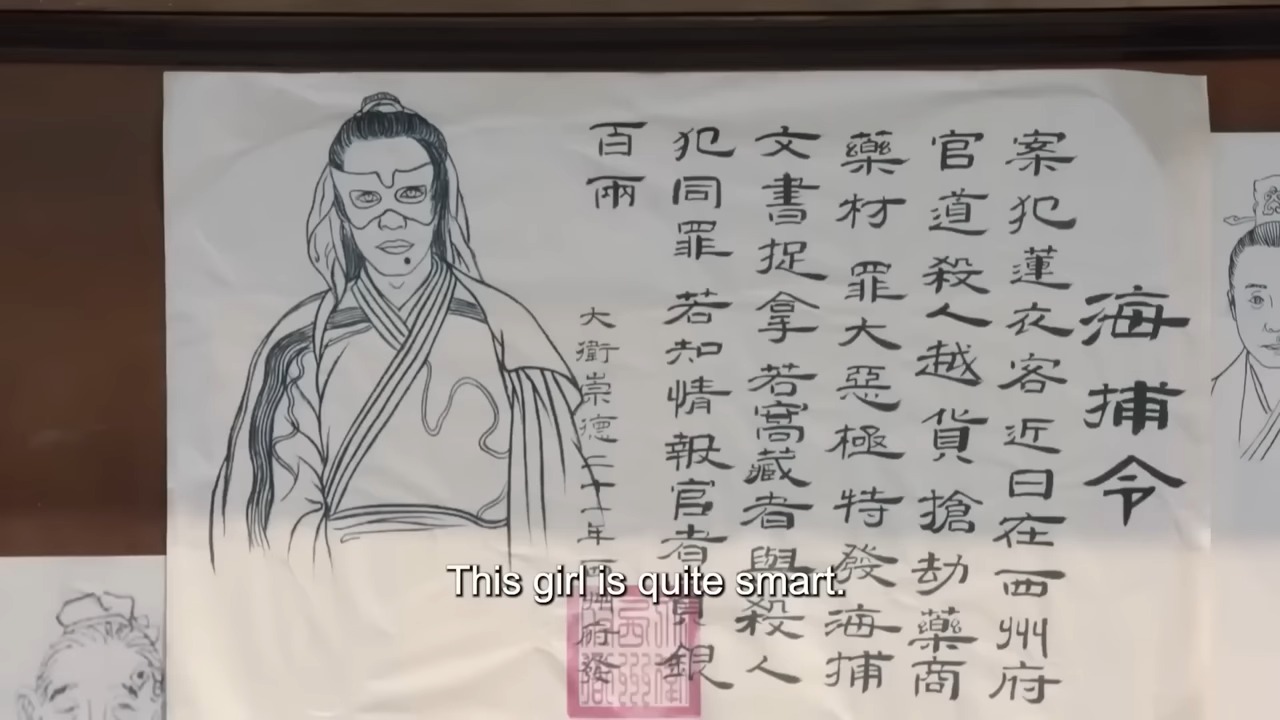 海捕令
案犯蓮衣客近日在西州府
官道殺人越貨搶劫藥商
藥材罪大惡極特發海捕
文書捉拿若窩藏者與殺人
犯同罪若知情報官者賞銀
百兩
大衛崇德二十一年西州府發
This girl is quite smart.